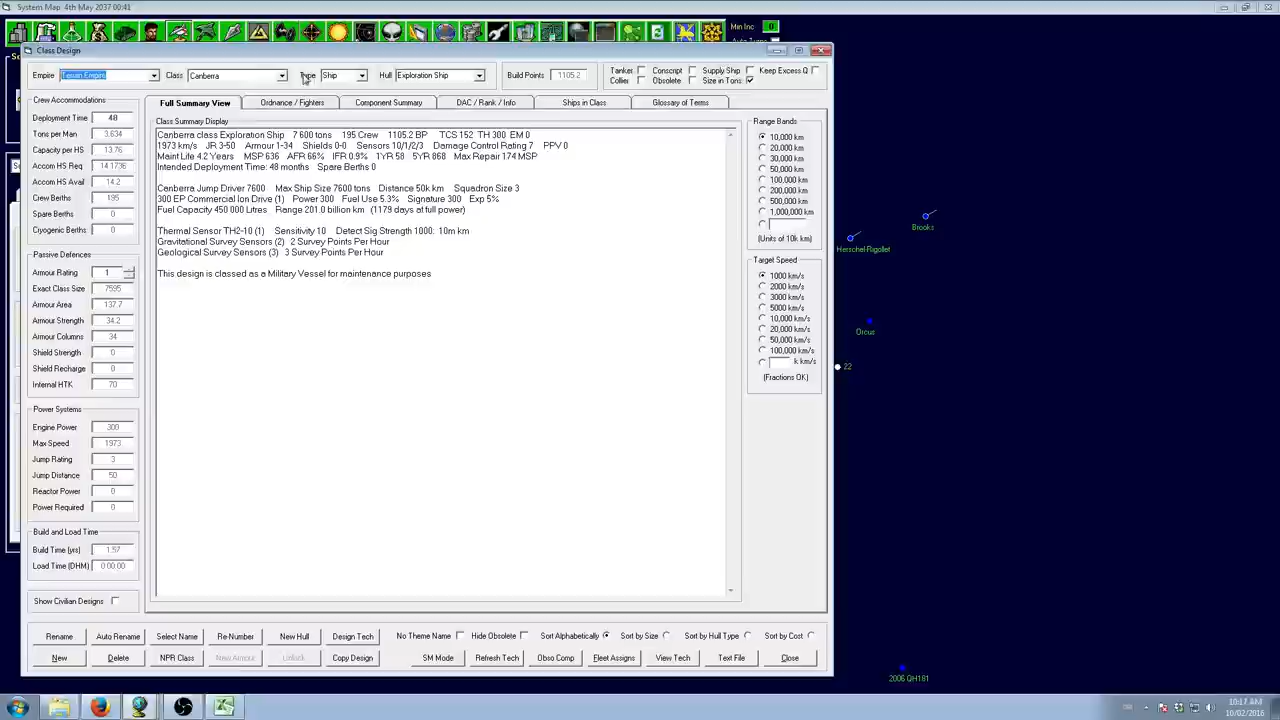 System Map 4th May 2037 00:41
Min Inc 0
Class Design
Empire Terran Empire Class Canberra Type Ship Hull Exploration Ship Build Points 1105.2
Tanker Conscript Supply Ship Keep Excess Q
Collier Obsolete Size in Tons
Full Summary View Ordnance / Fighters Component Summary DAC / Rank / Info Ships in Class Glossary of Terms
Crew Accommodations
Deployment Time 48
Tons per Man 3.634
Capacity per HS 13.76
Accom HS Req 14.1736
Accom HS Avail 14.2
Crew Berths 195
Spare Berths 0
Cryogenic Berths 0
Passive Defences
Armour Rating 1
Exact Class Size 7595
Armour Area 137.7
Armour Strength 34.2
Armour Columns 34
Shield Strength 0
Shield Recharge 0
Internal HTK 70
Power Systems
Engine Power 300
Max Speed 1973
Jump Rating 3
Jump Distance 50
Reactor Power 0
Power Required 0
Build and Load Time
Build Time (yrs) 1.57
Load Time (DHM) 0:00:00
Show Civilian Designs
Class Summary Display
Canberra class Exploration Ship 7 600 tons 195 Crew 1105.2 BP TCS 152 TH 300 EM 0
1973 km/s JR 3-50 Armour 1-34 Shields 0-0 Sensors 10/1/2/3 Damage Control Rating 7 PPV 0
Maint Life 4.2 Years MSP 636 AFR 66% IFR 0.9% 1YR 58 5YR 868 Max Repair 174 MSP
Intended Deployment Time: 48 months Spare Berths 0
Canberra Jump Driver 7600 Max Ship Size 7600 tons Distance 50k km Squadron Size 3
300 EP Commercial Ion Drive (1) Power 300 Fuel Use 5.3% Signature 300 Exp 5%
Fuel Capacity 450 000 Litres Range 201.0 billion km (1179 days at full power)
Thermal Sensor TH2-10 (1) Sensitivity 10 Detect Sig Strength 1000: 10m km
Gravitational Survey Sensors (2) 2 Survey Points Per Hour
Geological Survey Sensors (3) 3 Survey Points Per Hour
This design is classed as a Military Vessel for maintenance purposes
Range Bands
10,000 km
20,000 km
30,000 km
50,000 km
100,000 km
200,000 km
500,000 km
1,000,000 km
(Units of 10k km)
Target Speed
1000 km/s
2000 km/s
3000 km/s
5000 km/s
10,000 km/s
20,000 km/s
50,000 km/s
100,000 km/s
k km/s
(Fractions OK)
Rename Auto Rename Select Name Re-Number New Hull Design Tech No Theme Name Hide Obsolete Sort Alphabetically Sort by Size Sort by Hull Type Sort by Cost
New Delete NPR Class New Armour Unlock Copy Design SM Mode Refresh Tech Obso Comp Fleet Assigns View Tech Text File Close
Brooks
Herschel-Rigollet
Orcus
22
2006 QH181
10:17 AM
10/02/2016